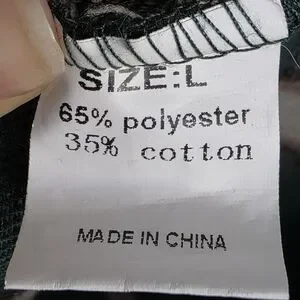 SIZE:L
65% polyester
35% cotton
MADE IN CHINA